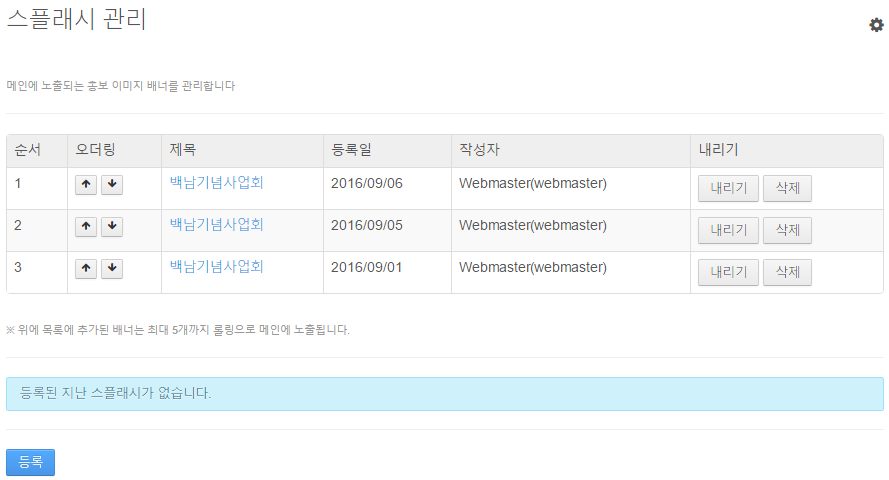 스플래시 관리
메인에 노출되는 홍보 이미지 배너를 관리합니다
순서 오더링 제목 등록일 작성자 내리기
1 백남기념사업회 2016/09/06 Webmaster(webmaster) 내리기 삭제
2 백남기념사업회 2016/09/05 Webmaster(webmaster) 내리기 삭제
3 백남기념사업회 2016/09/01 Webmaster(webmaster) 내리기 삭제
※ 위에 목록에 추가된 배너는 최대 5개까지 롤링으로 메인에 노출됩니다.
등록된 지난 스플래시가 없습니다.
등록